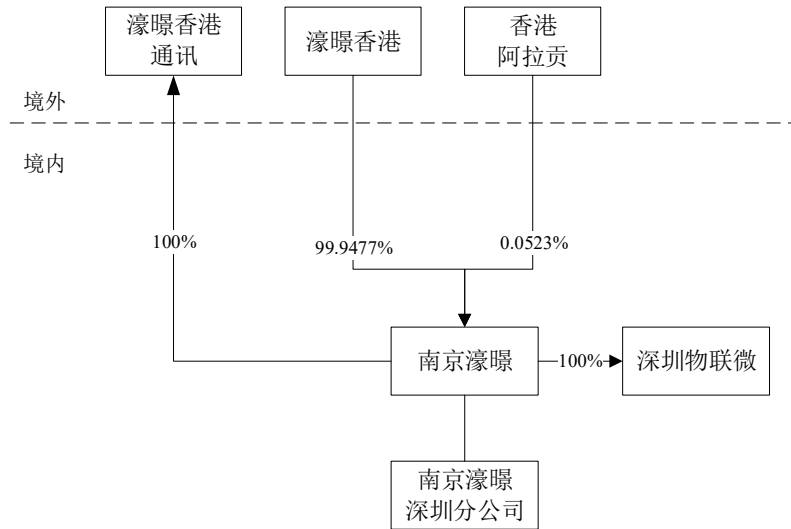 濠暻香港
通讯
濠暻香港
香港
阿拉贡
境外
境内
100%
99.9477%
0.0523%
南京濠暻
100%
深圳物联微
南京濠暻
深圳分公司